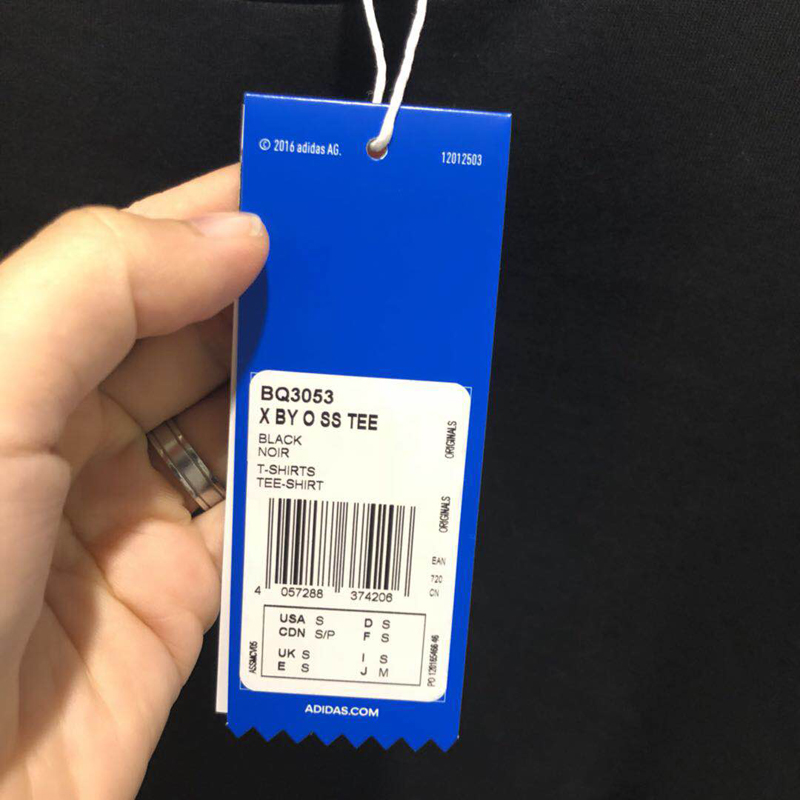 © 2016 adidas AG.
12012503
BQ3053
X BY O SS TEE
BLACK
NOIR
T-SHIRTS
TEE-SHIRT
ORIGINALS
ORIGINALS
EAN
720
CN
4 057288 374206
USA S D S
CDN S/P F S
UK S I S
E S J M
ADIDAS.COM